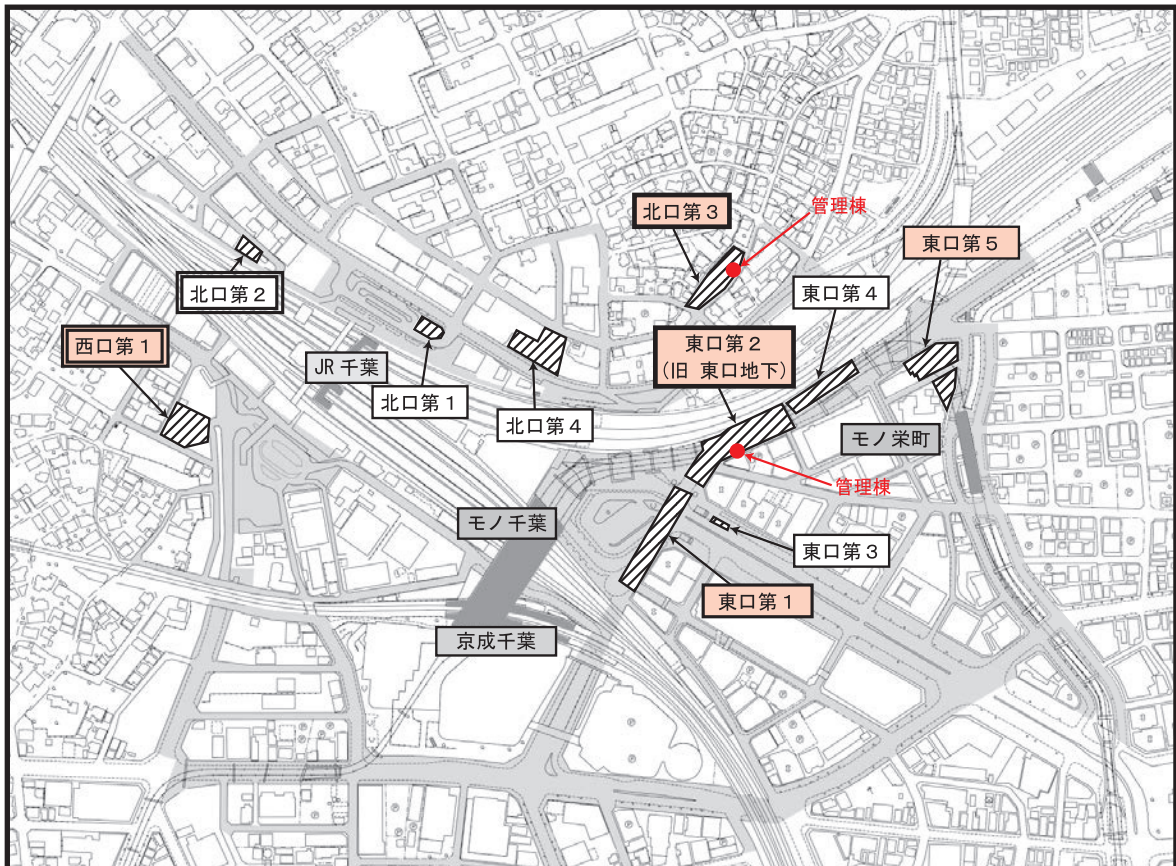 北口第3
管理棟
東口第5
北口第2
東口第4
西口第1
東口第2
(旧 東口地下)
JR 千葉
北口第1
北口第4
モノ栄町
管理棟
モノ千葉
東口第3
東口第1
京成千葉